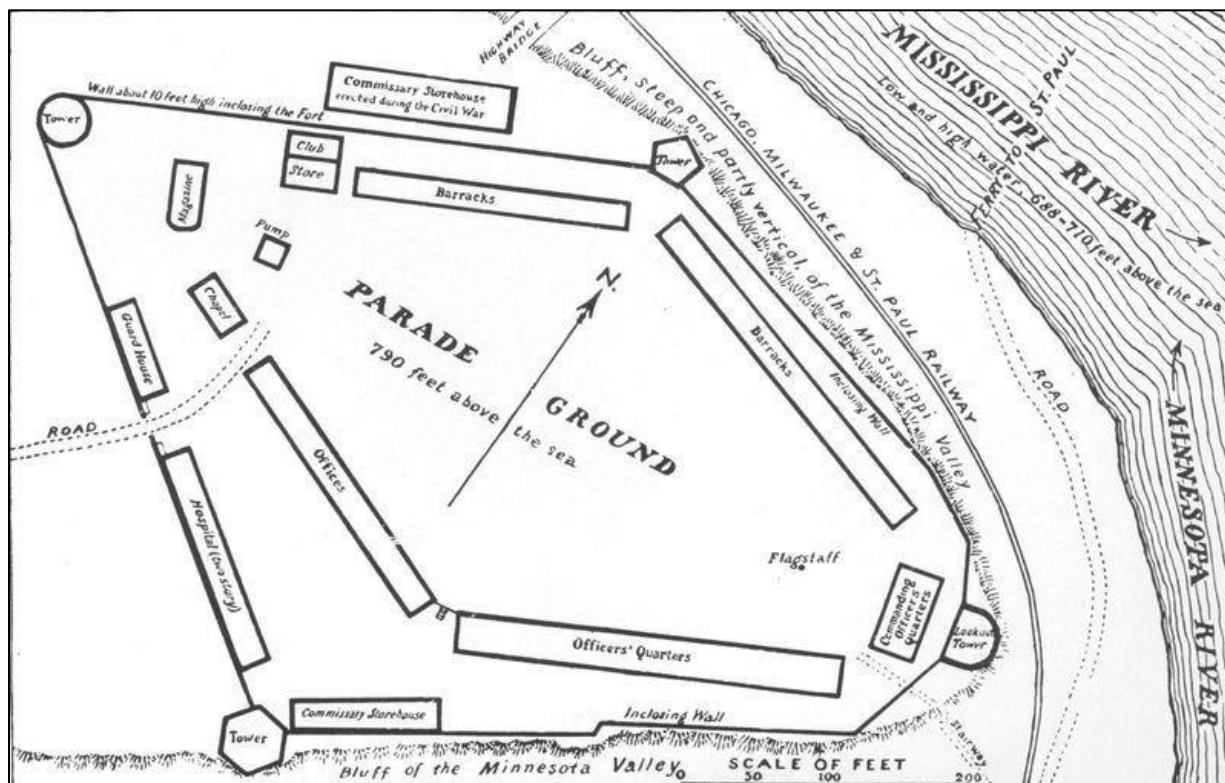 HIGHWAY
BRIDGE
Bluff, Steep and partly vertical, of the Mississippi Valley
CHICAGO, MILWAUKEE & ST. PAUL RAILWAY
MISSISSIPPI RIVER
Low and high water, 688-710 feet above the sea
FERRY TO ST. PAUL
Wall about 10 feet high inclosing the Fort
Commissary Storehouse
erected during the Civil War
Tower
Club
Store
Tower
Magazine
Barracks
Pump
N.
Chapel
PARADE
GROUND
790 feet above the sea
Barracks
Inclosing Wall
ROAD
Guard House
ROAD
Offices
Hospital (two story)
MINNESOTA RIVER
Flagstaff
Commanding
Officer's
Quarters
Lookout
Tower
Officers' Quarters
Commissary Storehouse
Inclosing Wall
Stairway
Tower
Bluff of the Minnesota Valley
SCALE OF FEET
0 50 100 200